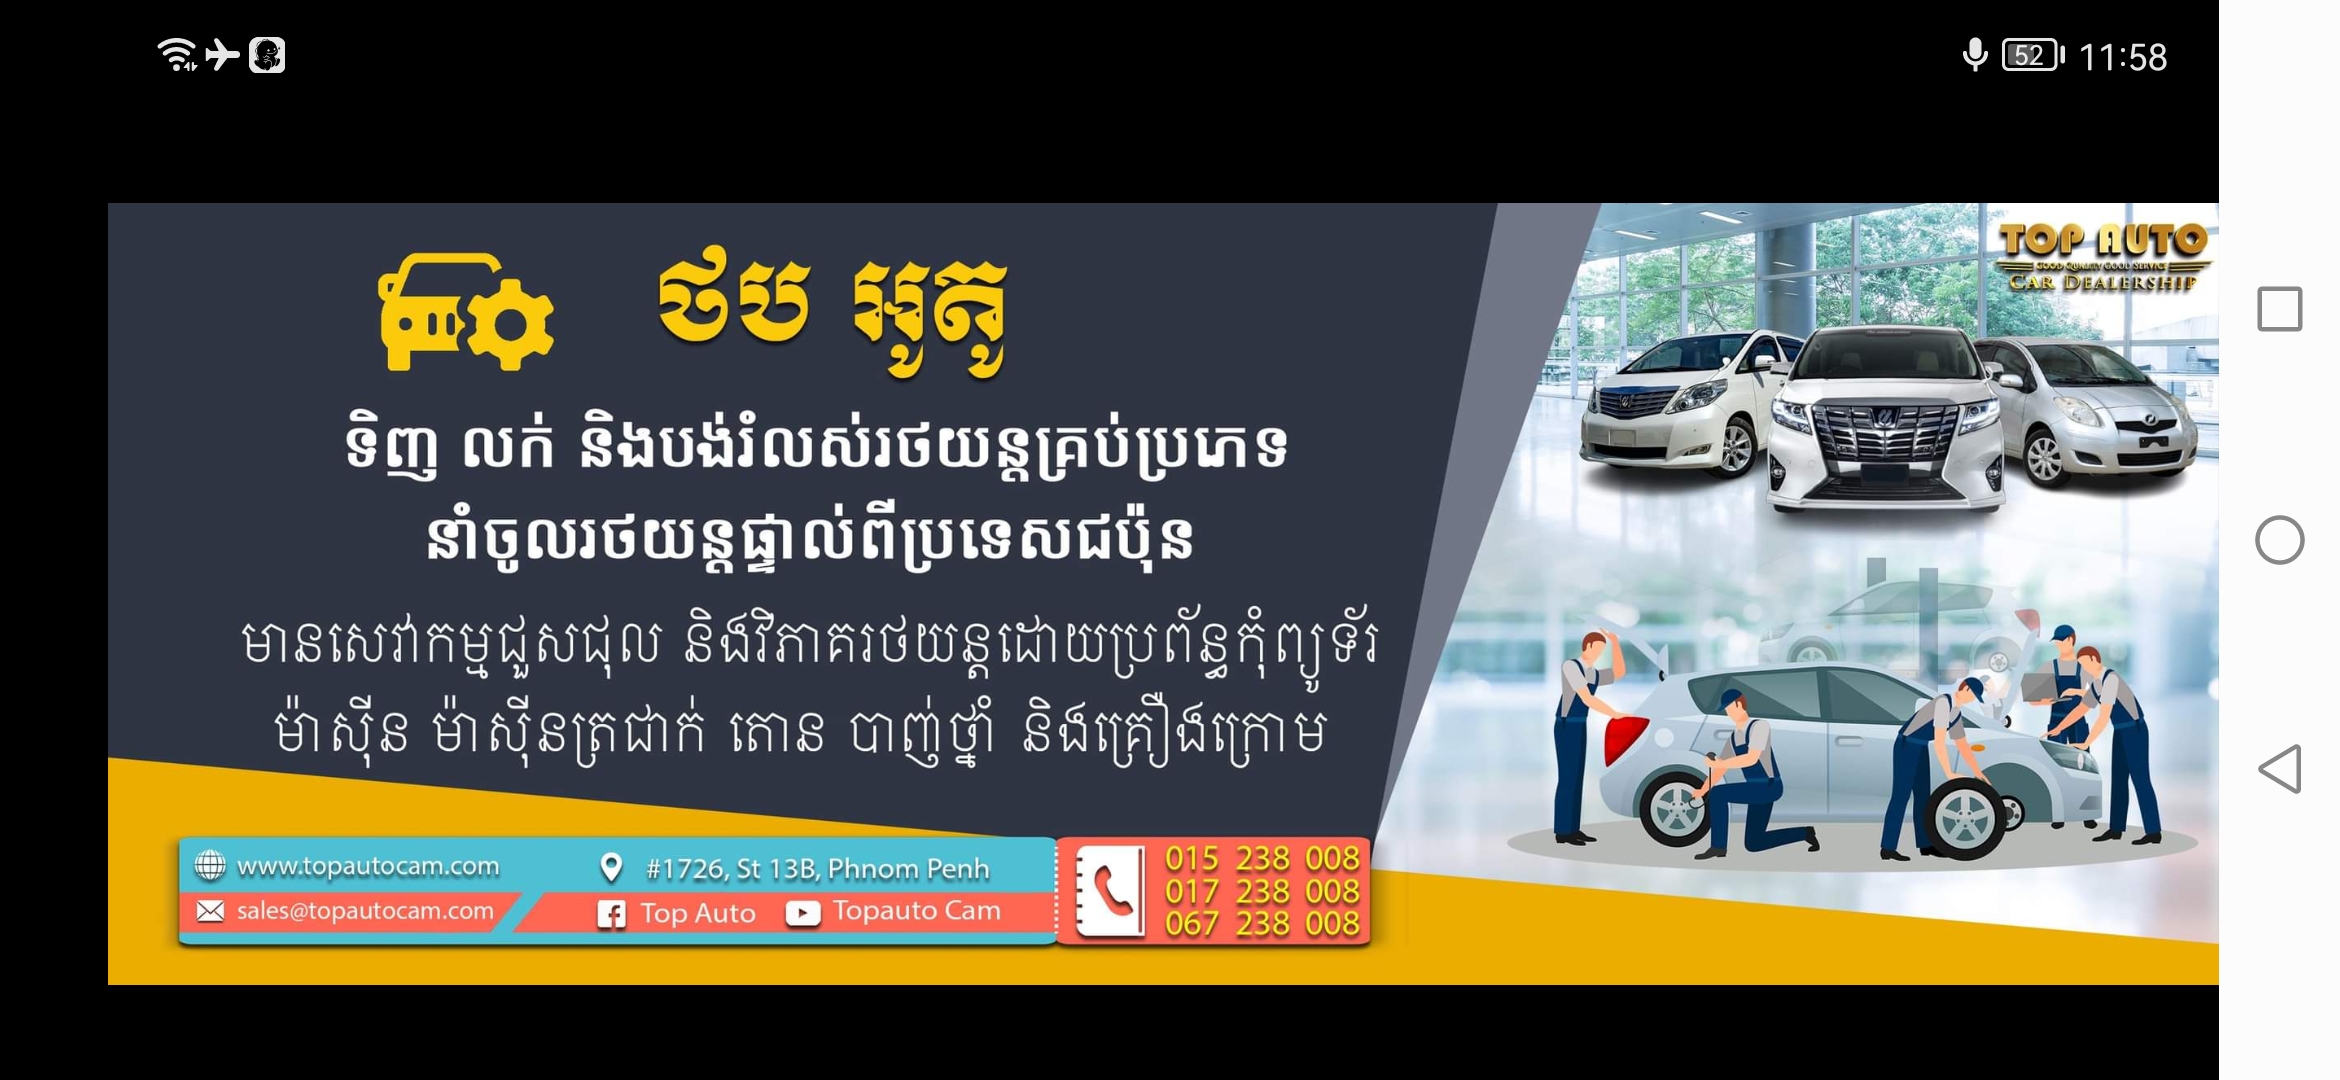 52 11:58
ថប អូតូ
TOP AUTO
GOOD QUALITY GOOD SERVICE
CAR DEALERSHIP
ទិញ លក់ និងបង់រំលស់រថយន្តគ្រប់ប្រភេទ
នាំចូលរថយន្តផ្ទាល់ពីប្រទេសជប៉ុន
មានសេវាកម្មជួសជុល និងវិភាគរថយន្តដោយប្រព័ន្ធកុំព្យូទ័រ
ម៉ាស៊ីន ម៉ាស៊ីនត្រជាក់ តោន បាញ់ថ្នាំ និងគ្រឿងក្រោម
www.topautocam.com
#1726, St 13B, Phnom Penh
sales@topautocam.com
Top Auto
Topauto Cam
015 238 008
017 238 008
067 238 008